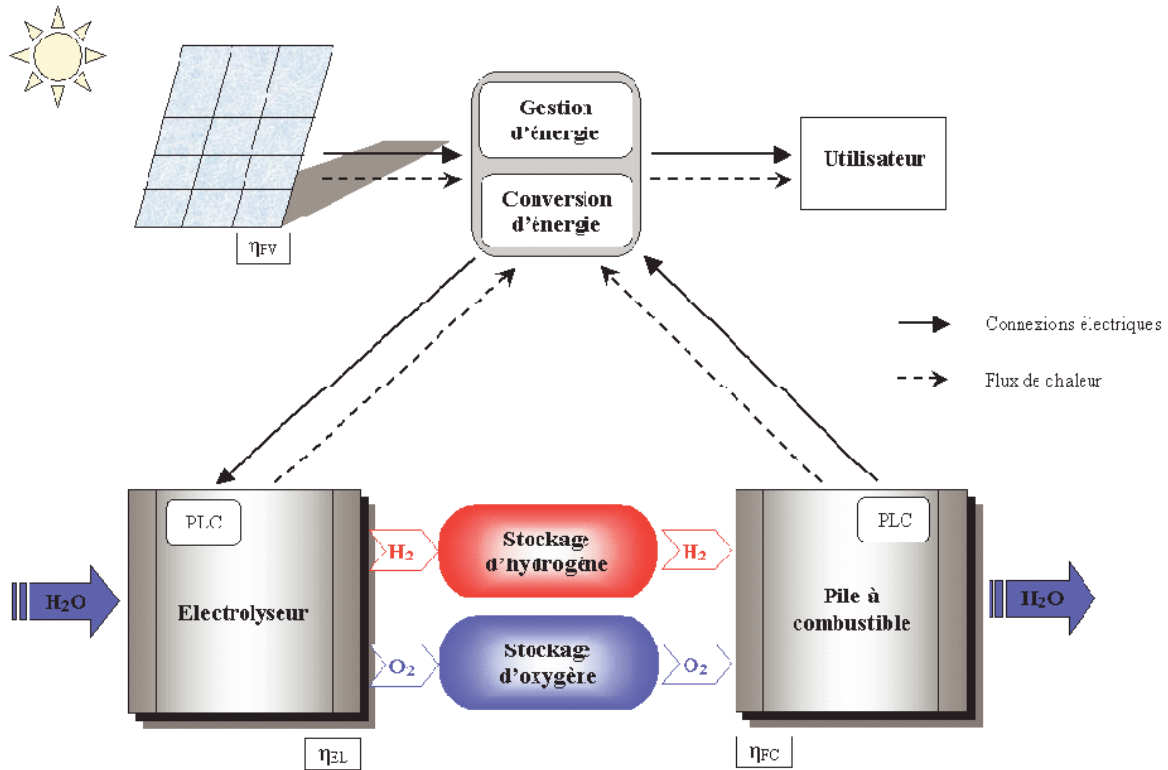 Gestion
d'énergie
Conversion
d'énergie
Utilisateur
ηPV
Connexions électriques
Flux de chaleur
PLC
PLC
H₂
Stockage
d'hydrogène
H₂
H₂O
Electrolyseur
Pile à
combustible
H₂O
O₂
Stockage
d'oxygène
O₂
ηEL
ηFC